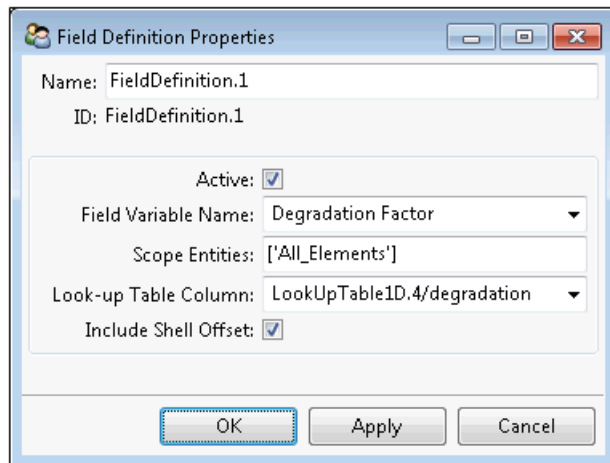 Field Definition Properties
Name: FieldDefinition.1
ID: FieldDefinition.1
Active:
Field Variable Name: Degradation Factor
Scope Entities: ['All_Elements']
Look-up Table Column: LookUpTable1D.4/degradation
Include Shell Offset:
OK Apply Cancel